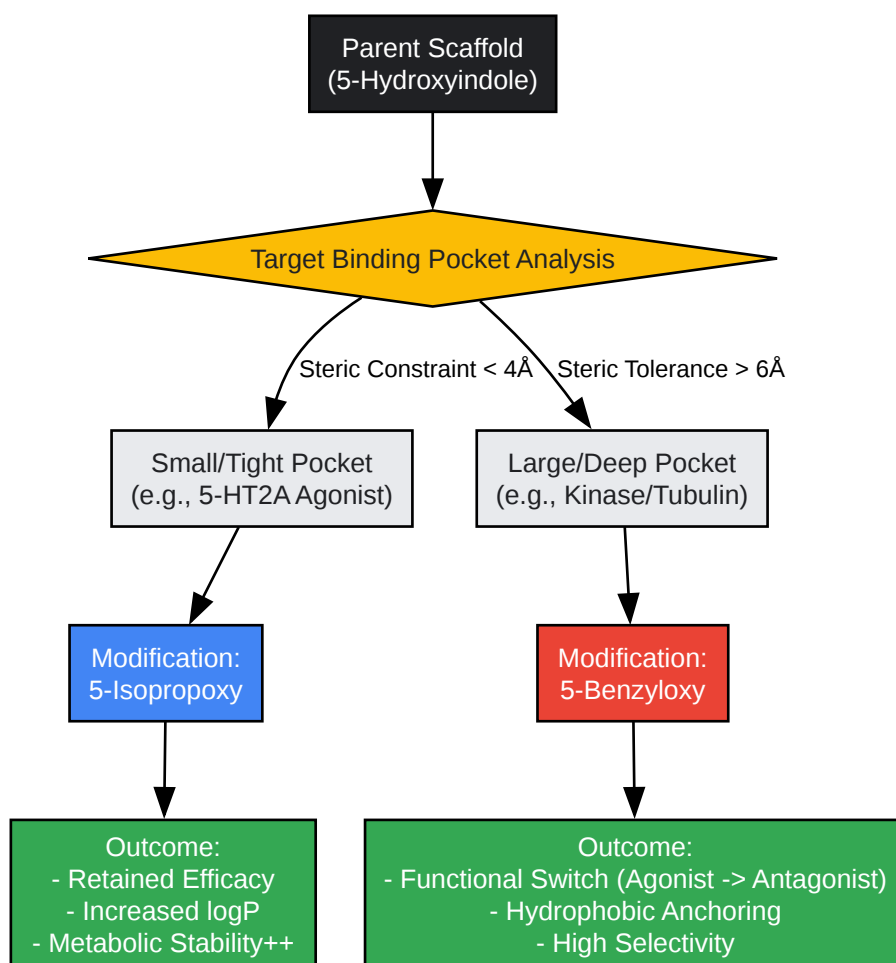 Parent Scaffold
(5-Hydroxyindole)
Target Binding Pocket Analysis
Steric Constraint < 4Å
Steric Tolerance > 6Å
Small/Tight Pocket
(e.g., 5-HT2A Agonist)
Large/Deep Pocket
(e.g., Kinase/Tubulin)
Modification:
5-Isopropoxy
Modification:
5-Benzyloxy
Outcome:
- Retained Efficacy
- Increased logP
- Metabolic Stability++
Outcome:
- Functional Switch (Agonist -> Antagonist)
- Hydrophobic Anchoring
- High Selectivity